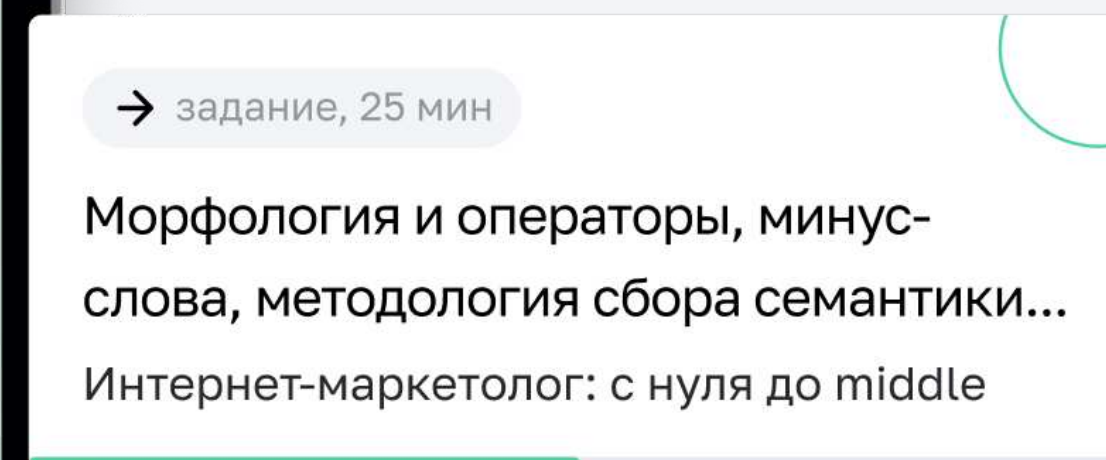 → задание, 25 мин
Морфология и операторы, минус-
слова, методология сбора семантики...
Интернет-маркетолог: с нуля до middle